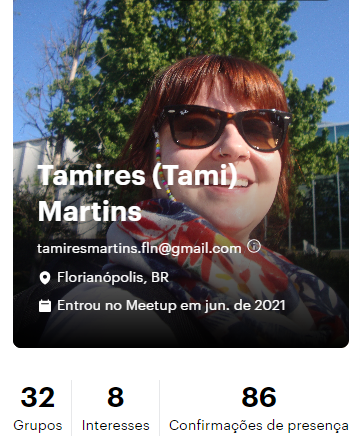 Tamires (Tami)
Martins
tamiresmartins.fln@gmail.com
Florianópolis, BR
Entrou no Meetup em jun. de 2021
32 8 86
Grupos Interesses Confirmações de presença